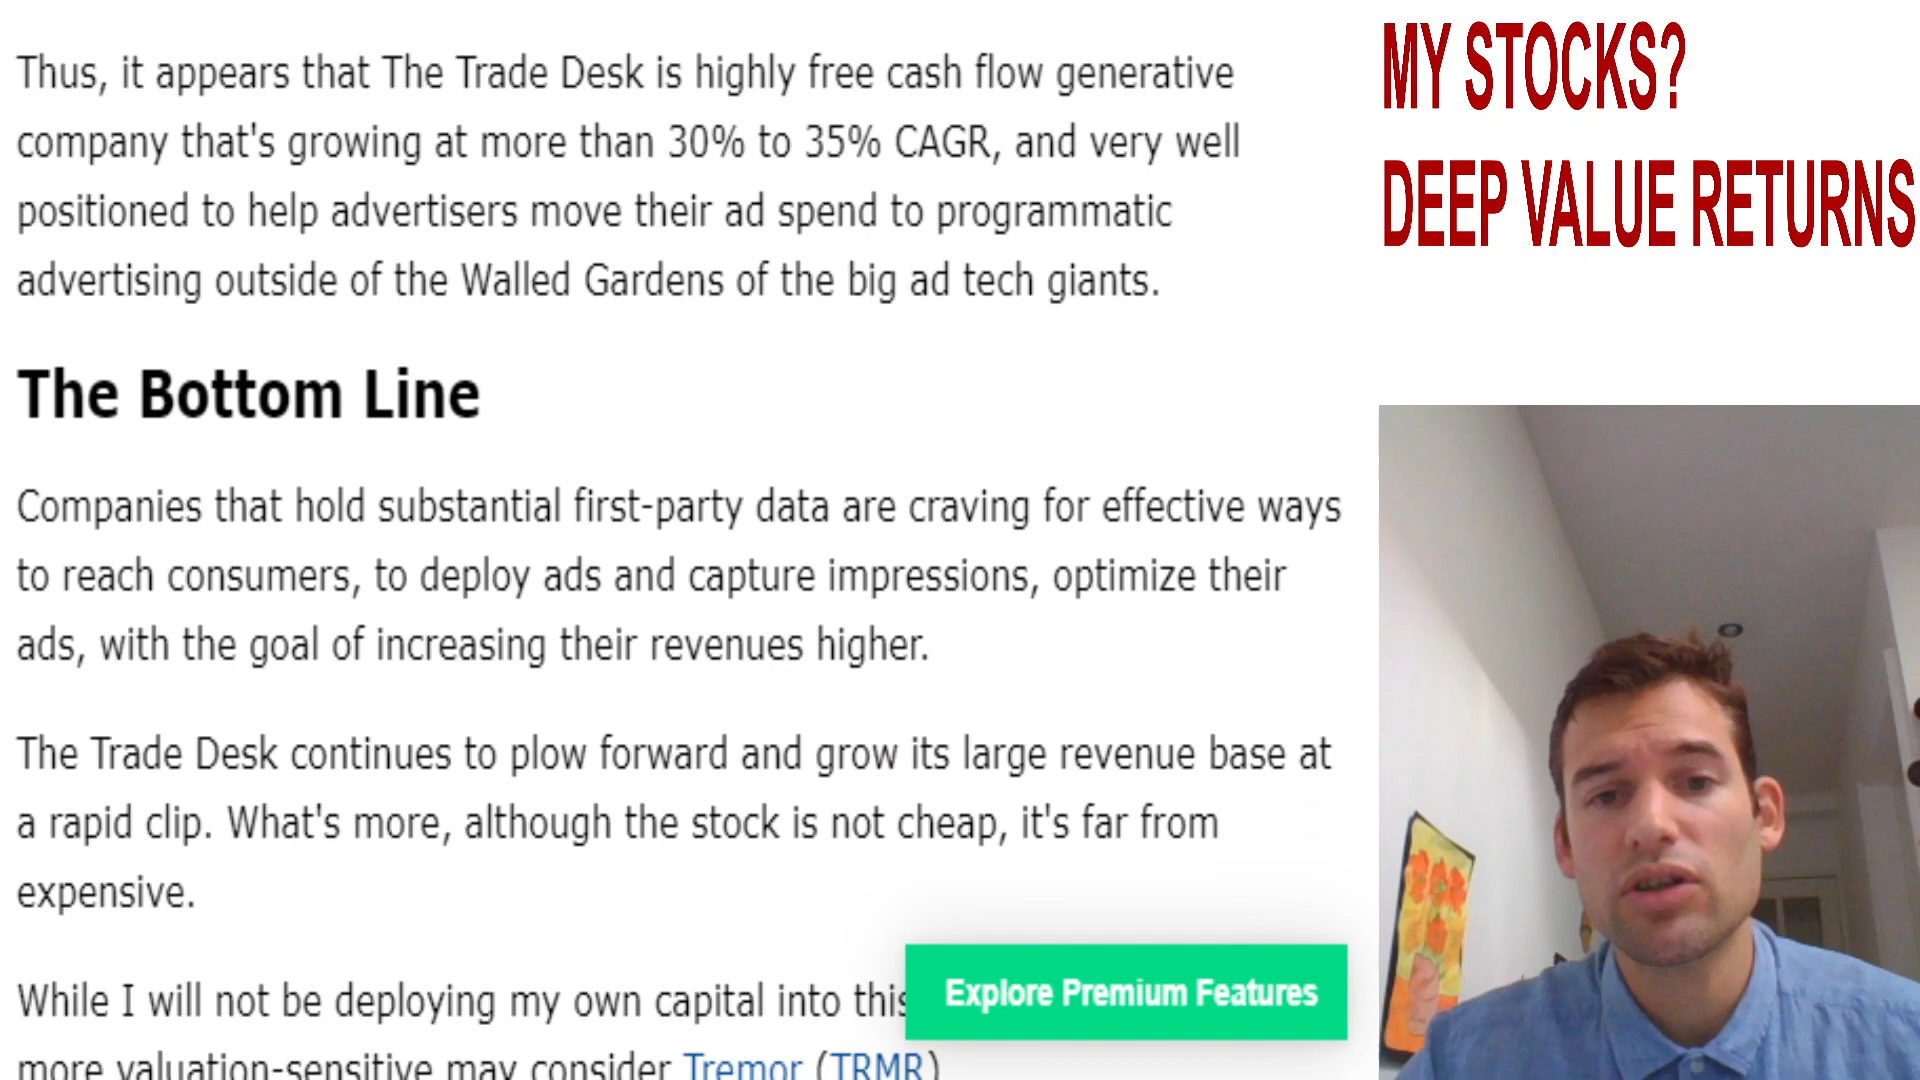 Thus, it appears that The Trade Desk is highly free cash flow generative
company that's growing at more than 30% to 35% CAGR, and very well
positioned to help advertisers move their ad spend to programmatic
advertising outside of the Walled Gardens of the big ad tech giants.
The Bottom Line
Companies that hold substantial first-party data are craving for effective ways
to reach consumers, to deploy ads and capture impressions, optimize their
ads, with the goal of increasing their revenues higher.
The Trade Desk continues to plow forward and grow its large revenue base at
a rapid clip. What's more, although the stock is not cheap, it's far from
expensive.
While I will not be deploying my own capital into this
more valuation-sensitive may consider Tremor (TRMR)
Explore Premium Features
MY STOCKS?
DEEP VALUE RETURNS